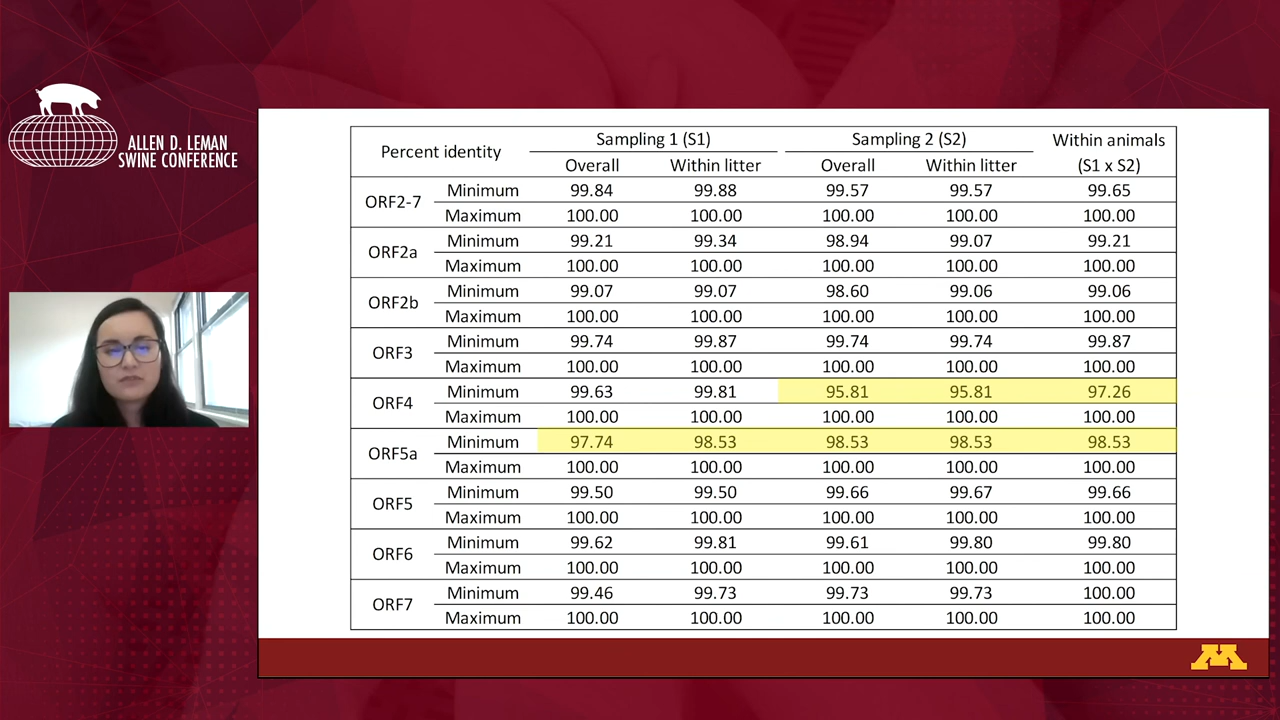 ALLEN D. LEMAN
SWINE CONFERENCE
Percent identity Sampling 1 (S1) Sampling 2 (S2) Within animals (S1 x S2)
Overall Within litter Overall Within litter
ORF2-7 Minimum 99.84 99.88 99.57 99.57 99.65
Maximum 100.00 100.00 100.00 100.00 100.00
ORF2a Minimum 99.21 99.34 98.94 99.07 99.21
Maximum 100.00 100.00 100.00 100.00 100.00
ORF2b Minimum 99.07 99.07 98.60 99.06 99.06
Maximum 100.00 100.00 100.00 100.00 100.00
ORF3 Minimum 99.74 99.87 99.74 99.74 99.87
Maximum 100.00 100.00 100.00 100.00 100.00
ORF4 Minimum 99.63 99.81 95.81 95.81 97.26
Maximum 100.00 100.00 100.00 100.00 100.00
ORF5a Minimum 97.74 98.53 98.53 98.53 98.53
Maximum 100.00 100.00 100.00 100.00 100.00
ORF5 Minimum 99.50 99.50 99.66 99.67 99.66
Maximum 100.00 100.00 100.00 100.00 100.00
ORF6 Minimum 99.62 99.81 99.61 99.80 99.80
Maximum 100.00 100.00 100.00 100.00 100.00
ORF7 Minimum 99.46 99.73 99.73 99.73 100.00
Maximum 100.00 100.00 100.00 100.00 100.00
M